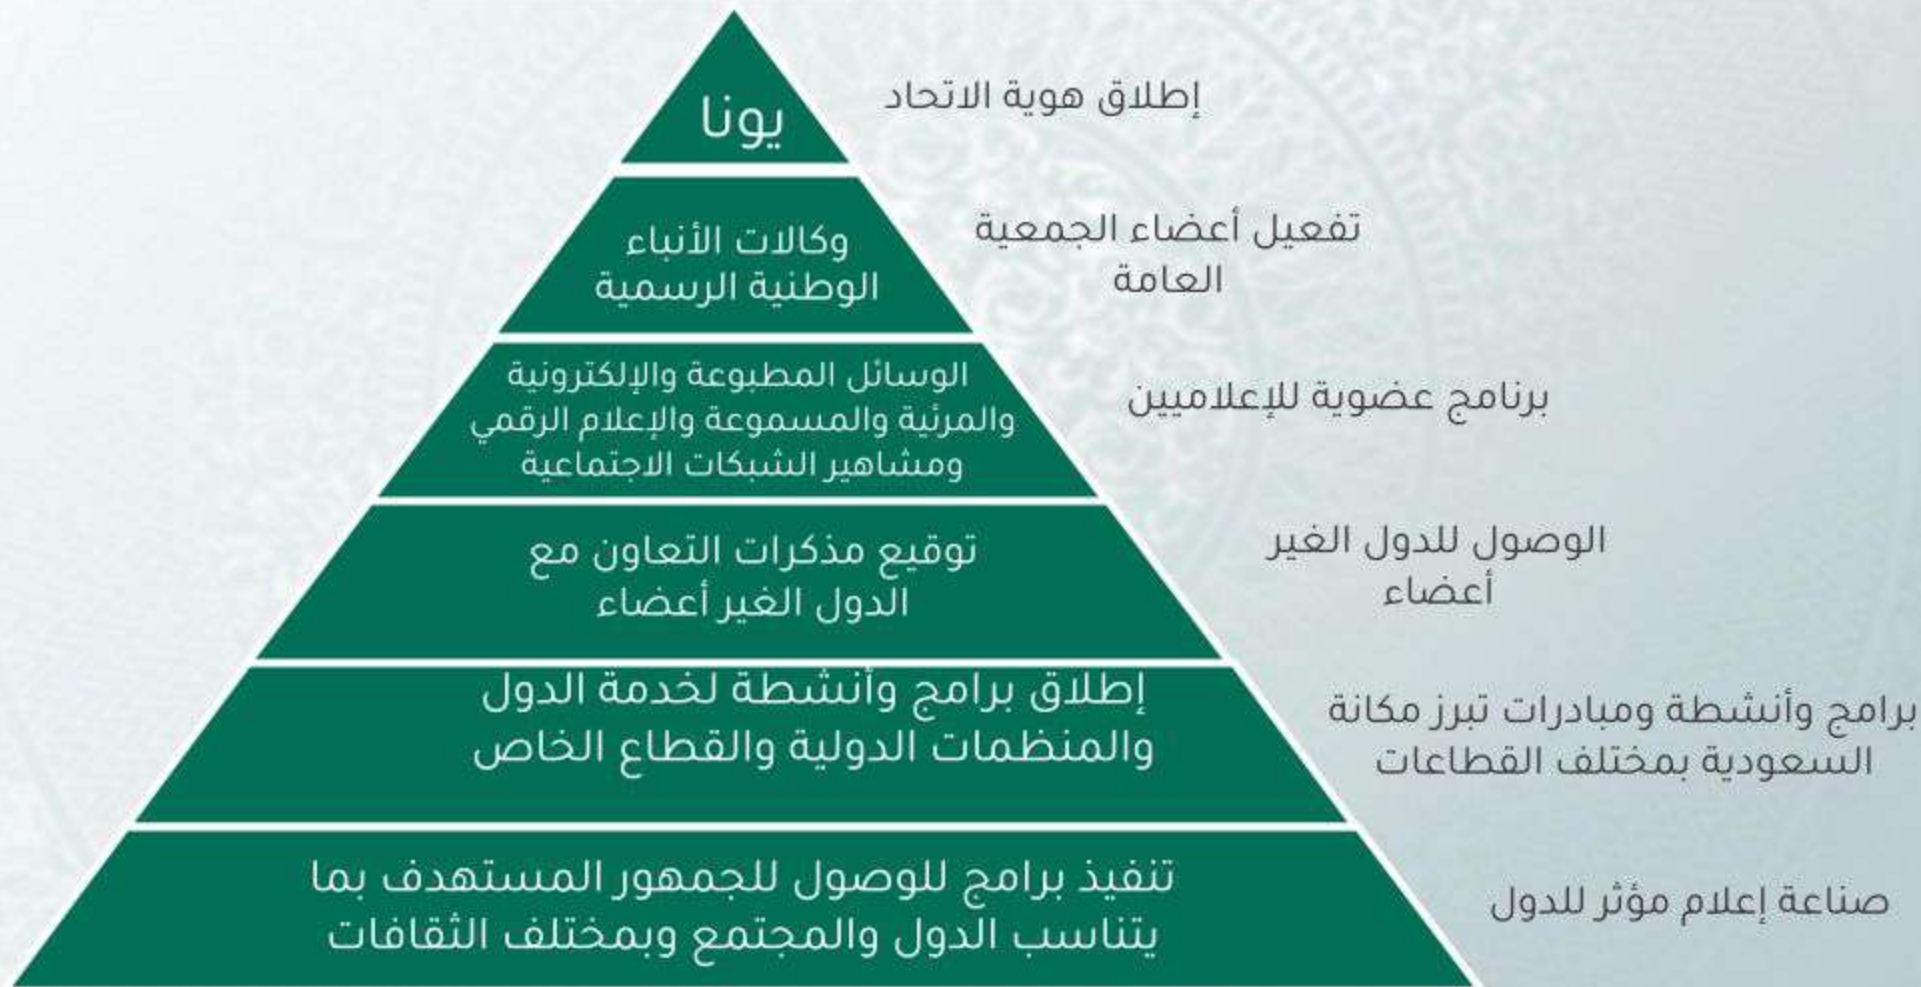 يونا
إطلاق هوية الاتحاد
وكالات الأنباء
الوطنية الرسمية
تفعيل أعضاء الجمعية
العامة
الوسائل المطبوعة والإلكترونية
والمرئية والمسموعة والإعلام الرقمي
ومشاهير الشبكات الاجتماعية
برنامج عضوية للإعلاميين
توقيع مذكرات التعاون مع
الدول الغير أعضاء
الوصول للدول الغير
أعضاء
إطلاق برامج وأنشطة لخدمة الدول
والمنظمات الدولية والقطاع الخاص
برامج وأنشطة ومبادرات تبرز مكانة
السعودية بمختلف القطاعات
تنفيذ برامج للوصول للجمهور المستهدف بما
يتناسب الدول والمجتمع وبمختلف الثقافات
صناعة إعلام مؤثر للدول